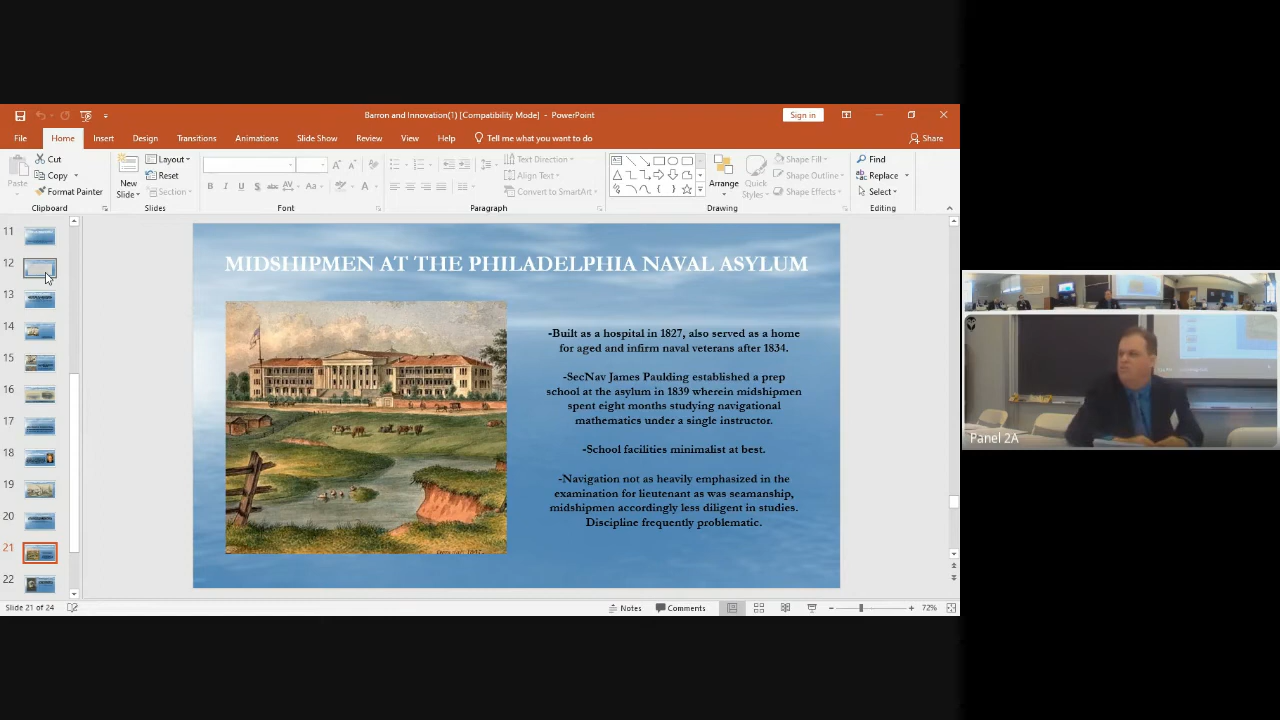 Barron and Innovation(1) [Compatibility Mode] - PowerPoint
Sign in
File Home Insert Design Transitions Animations Slide Show Review View Help Tell me what you want to do
Share
Paste
Cut
Copy
Format Painter
Clipboard
New
Slide
Layout
Reset
Section
Slides
B I U S abc AV Aa A
Font
Paragraph
Text Direction
Align Text
Convert to SmartArt
Arrange
Quick
Styles
Shape Fill
Shape Outline
Shape Effects
Drawing
Find
Replace
Select
Editing
11
12
13
14
15
16
17
18
19
20
21
22
MIDSHIPMEN AT THE PHILADELPHIA NAVAL ASYLUM
-Built as a hospital in 1827, also served as a home
for aged and infirm naval veterans after 1834.
-SecNav James Paulding established a prep
school at the asylum in 1839 wherein midshipmen
spent eight months studying navigational
mathematics under a single instructor.
-School facilities minimalist at best.
-Navigation not as heavily emphasized in the
examination for lieutenant as was seamanship,
midshipmen accordingly less diligent in studies.
Discipline frequently problematic.
Slide 21 of 24
Notes
Comments
72%
Panel 2A